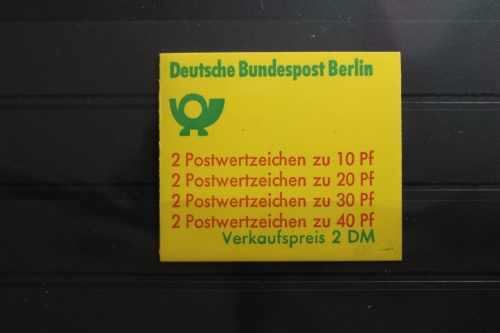 Deutsche Bundespost Berlin
2 Postwertzeichen zu 10 Pf
2 Postwertzeichen zu 20 Pf
2 Postwertzeichen zu 30 Pf
2 Postwertzeichen zu 40 Pf
Verkaufspreis 2 DM